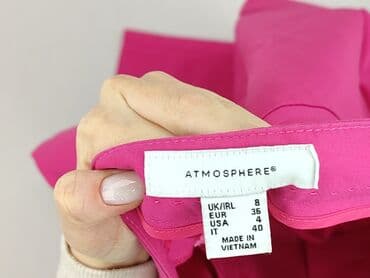 ATMOSPHERE®
UK/IRL 8
EUR 36
USA 4
IT 40
MADE IN
VIETNAM